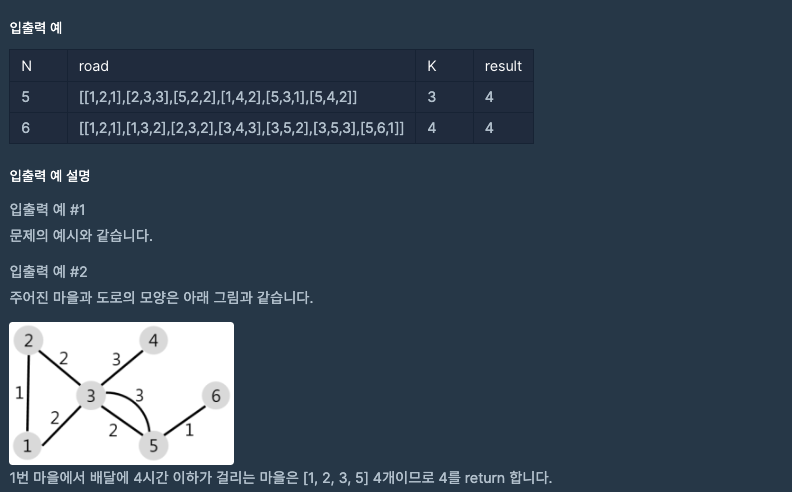 입출력 예
N road K result
5 [[1,2,1],[2,3,3],[5,2,2],[1,4,2],[5,3,1],[5,4,2]] 3 4
6 [[1,2,1],[1,3,2],[2,3,2],[3,4,3],[3,5,2],[3,5,3],[5,6,1]] 4 4
입출력 예 설명
입출력 예 #1
문제의 예시와 같습니다.
입출력 예 #2
주어진 마을과 도로의 모양은 아래 그림과 같습니다.
2 4
2 3
1 3 3 6
2 2 1
1 5
1번 마을에서 배달에 4시간 이하가 걸리는 마을은 [1, 2, 3, 5] 4개이므로 4를 return 합니다.